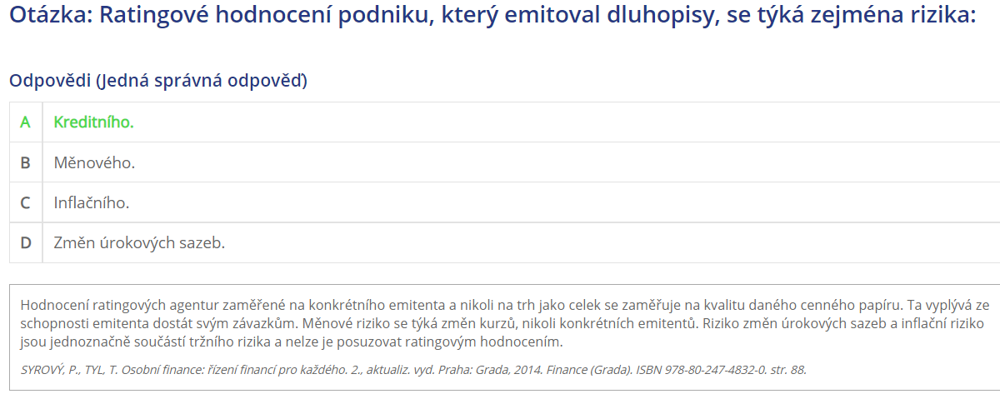 Otázka: Ratingové hodnocení podniku, který emitoval dluhopisy, se týká zejména rizika:
Odpovědi (Jedná správná odpověď)
A Kreditního.
B Měnového.
C Inflačního.
D Změn úrokových sazeb.
Hodnocení ratingových agentur zaměřené na konkrétního emitenta a nikoli na trh jako celek se zaměřuje na kvalitu daného cenného papíru. Ta vyplývá ze
schopnosti emitenta dostát svým závazkům. Měnové riziko se týká změn kurzů, nikoli konkrétních emitentů. Riziko změn úrokových sazeb a inflační riziko
jsou jednoznačně součástí tržního rizika a nelze je posuzovat ratingovým hodnocením.
SYROVÝ, P., TYL, T. Osobní finance: řízení financí pro každého. 2., aktualiz. vyd. Praha: Grada, 2014. Finance (Grada). ISBN 978-80-247-4832-0. str. 88.